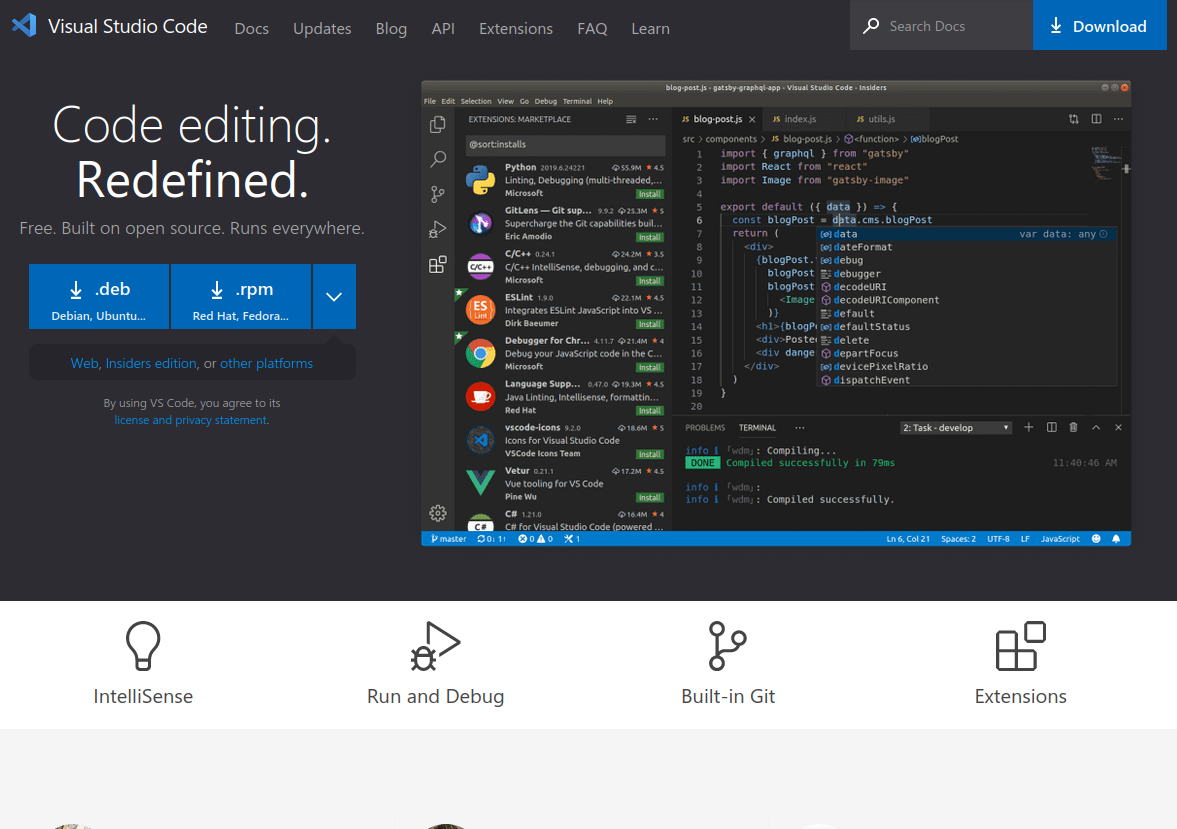 Visual Studio Code
Docs
Updates
Blog
API
Extensions
FAQ
Learn
Search Docs
Download
Code editing.
Redefined.
Free. Built on open source. Runs everywhere.
.deb
Debian, Ubuntu...
.rpm
Red Hat, Fedora...
Web, Insiders edition, or other platforms
By using VS Code, you agree to its
license and privacy statement.
blog-post.js - gatsby-graphql-app - Visual Studio Code - Insiders
File Edit Selection View Go Debug Terminal Help
EXTENSIONS: MARKETPLACE
@sort:installs
Python 2019.6.24221 55.9M 4.5
Linting, Debugging (multi-threaded,...
Microsoft Install
GitLens — Git sup... 9.9.2 25.3M 5
Supercharge the Git capabilities buil...
Eric Amodio Install
C/C++ C/C++ 0.24.1 24.2M 3.5
C/C++ IntelliSense, debugging, and c...
Microsoft Install
ES Lint
ESLint 1.9.0 22.1M 4.5
Integrates ESLint JavaScript into VS ...
Dirk Baeumer Install
Debugger for Chr... 4.11.7 21.4M 4
Debug your JavaScript code in the C...
Microsoft Install
Language Supp... 0.47.0 19.3M 4.5
Java Linting, Intellisense, formattin...
Red Hat Install
vscode-icons 9.2.0 18.6M 5
Icons for Visual Studio Code
VSCode Icons Team Install
Vetur 0.21.1 17.2M 4.5
Vue tooling for VS Code
Pine Wu Install
C# C# 1.21.0 16.4M 4
C# for Visual Studio Code (powered ...
JS blog-post.js
JS index.js
JS utils.js
src > components > JS blog-post.js > <function> > blogPost
1 import { graphql } from "gatsby"
2 import React from "react"
3 import Image from "gatsby-image"
4
5 export default ({ data }) => {
6 const blogPost = data.cms.blogPost
7 return (
8 <div>
9 {blogPost.
10 blogPost
11 blogPost
12 <Image
13 )}
14 <h1>{blogP
15 <div>Poste
16 <div dange
17 </div>
18 )
19 }
20
data var data: any
dateFormat
debug
debugger
decodeURI
decodeURIComponent
default
defaultStatus
delete
departFocus
devicePixelRatio
dispatchEvent
PROBLEMS TERMINAL ... 2: Task - develop
info ℹ ｢wdm｣: Compiling...
DONE Compiled successfully in 79ms 11:40:46 AM
info ℹ ｢wdm｣:
info ℹ ｢wdm｣: Compiled successfully.
master 0↓ 1↑ 0 0 1 Ln 6, Col 21 Spaces: 2 UTF-8 LF JavaScript
IntelliSense
Run and Debug
Built-in Git
Extensions